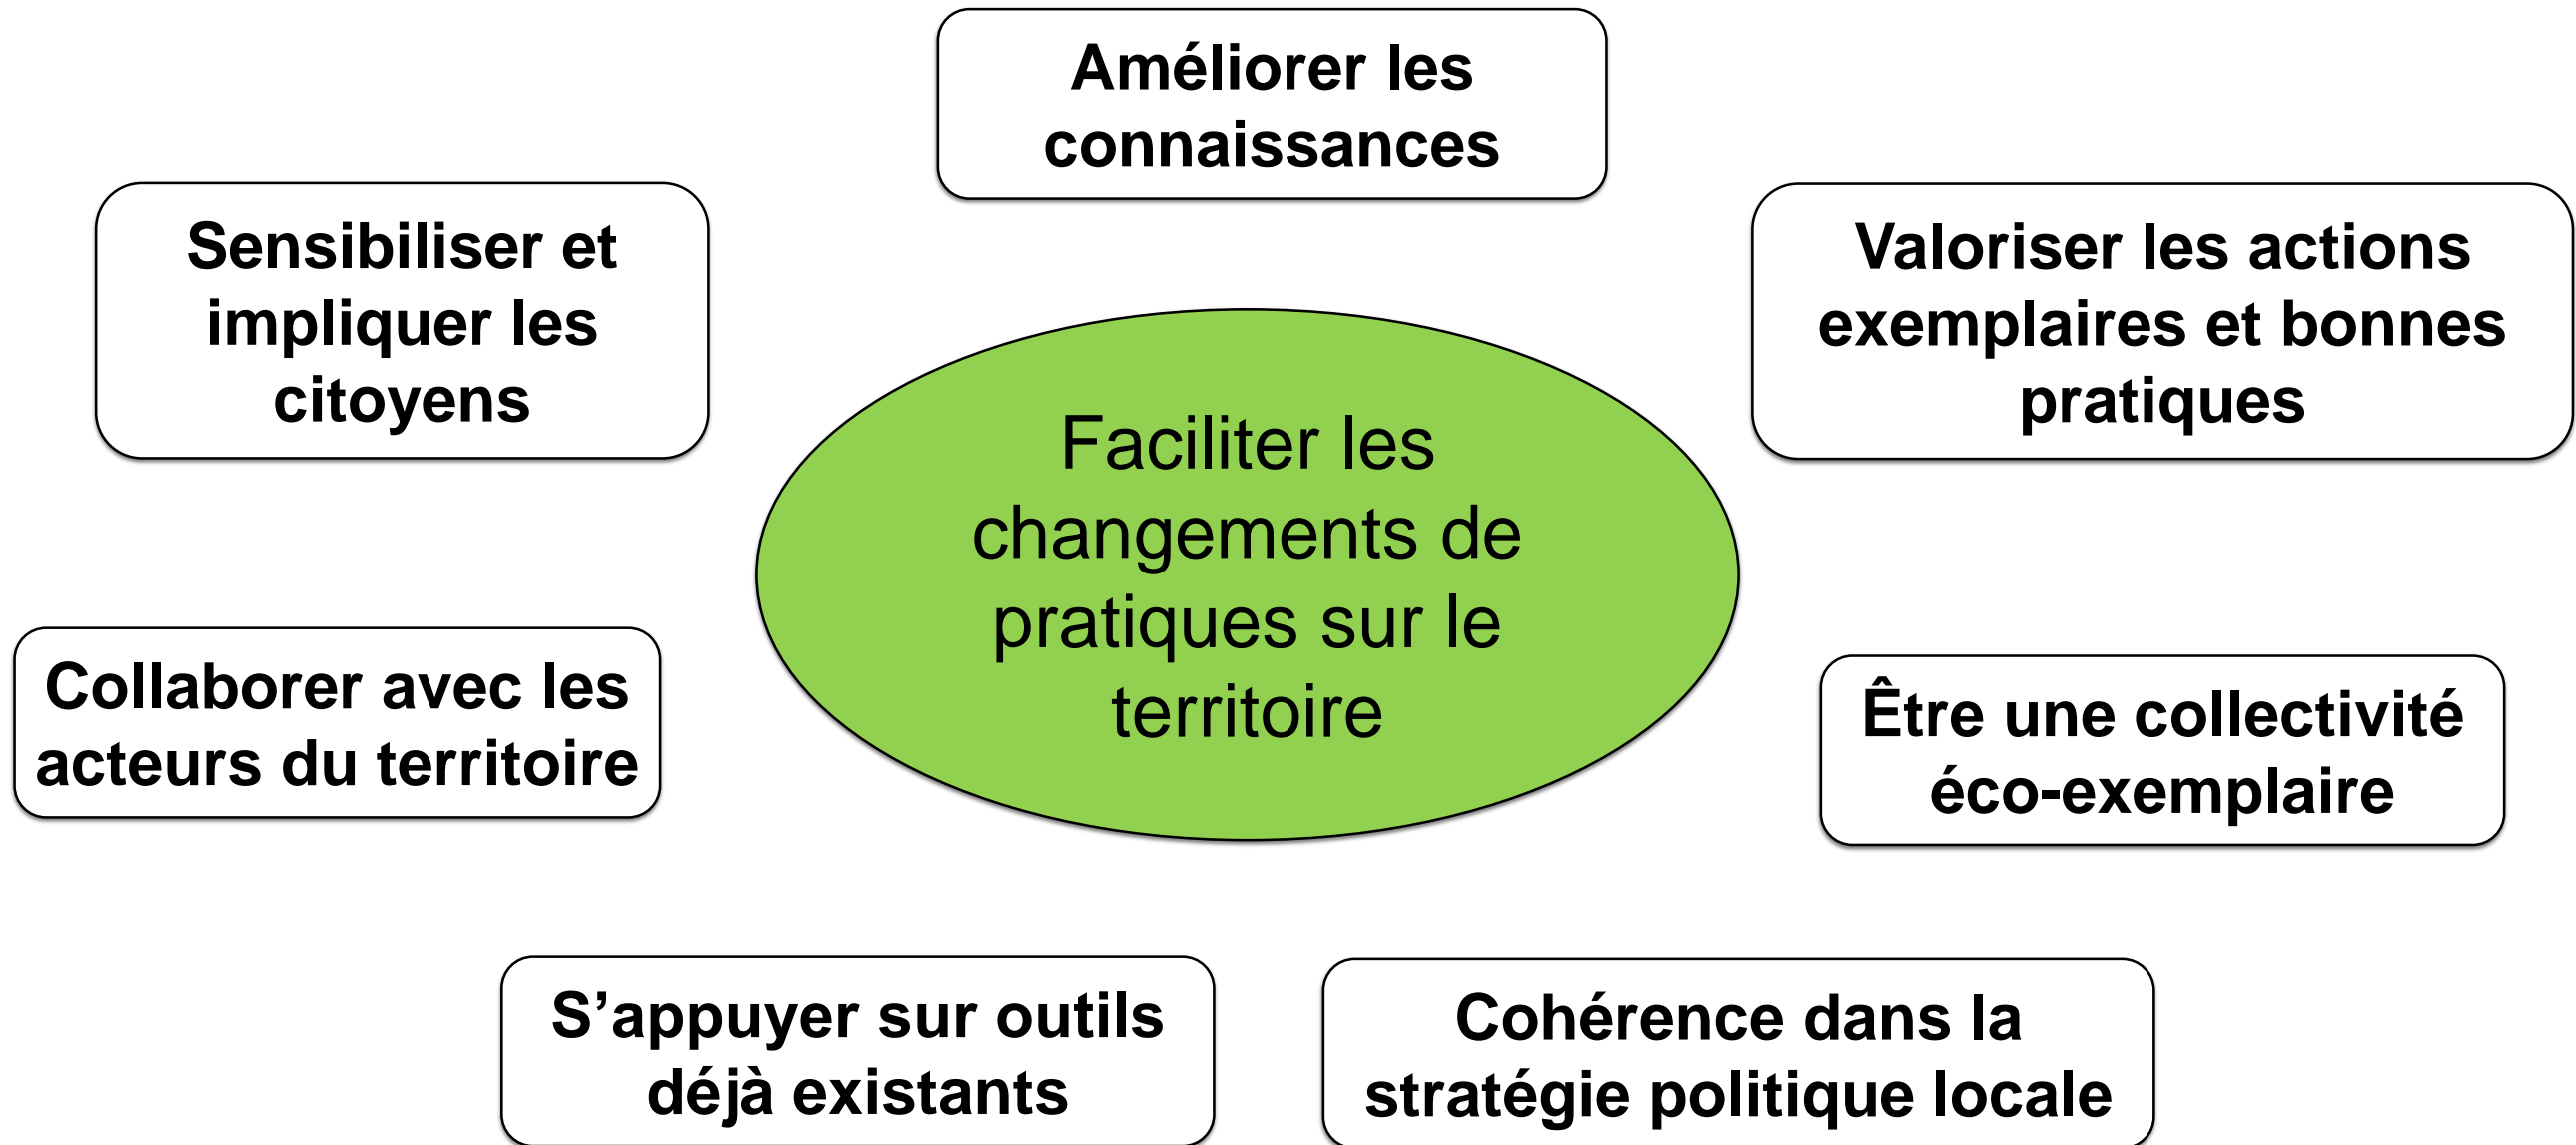 Améliorer les
connaissances
Sensibiliser et
impliquer les
citoyens
Valoriser les actions
exemplaires et bonnes
pratiques
Faciliter les
changements de
pratiques sur le
territoire
Collaborer avec les
acteurs du territoire
Être une collectivité
éco-exemplaire
S’appuyer sur outils
déjà existants
Cohérence dans la
stratégie politique locale